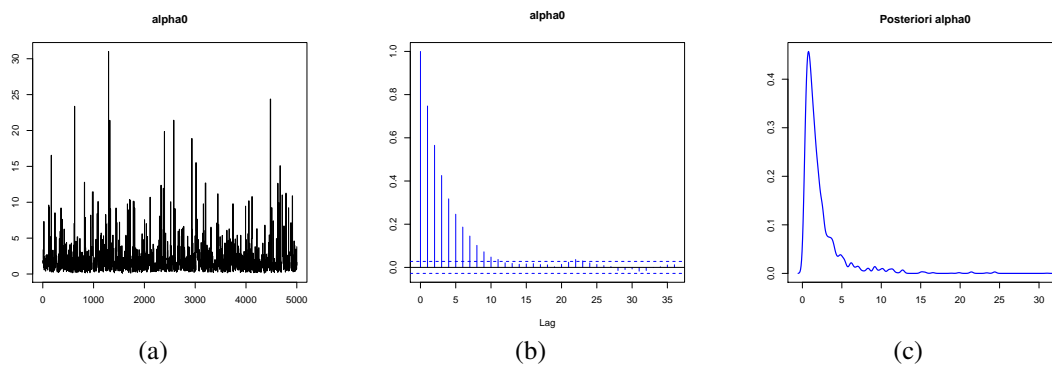 alpha0
0 5 10 15 20 25 30
0 1000 2000 3000 4000 5000
(a)
alpha0
0.0 0.2 0.4 0.6 0.8 1.0
0 5 10 15 20 25 30 35
Lag
(b)
Posteriori alpha0
0.0 0.1 0.2 0.3 0.4
0 5 10 15 20 25 30
(c)